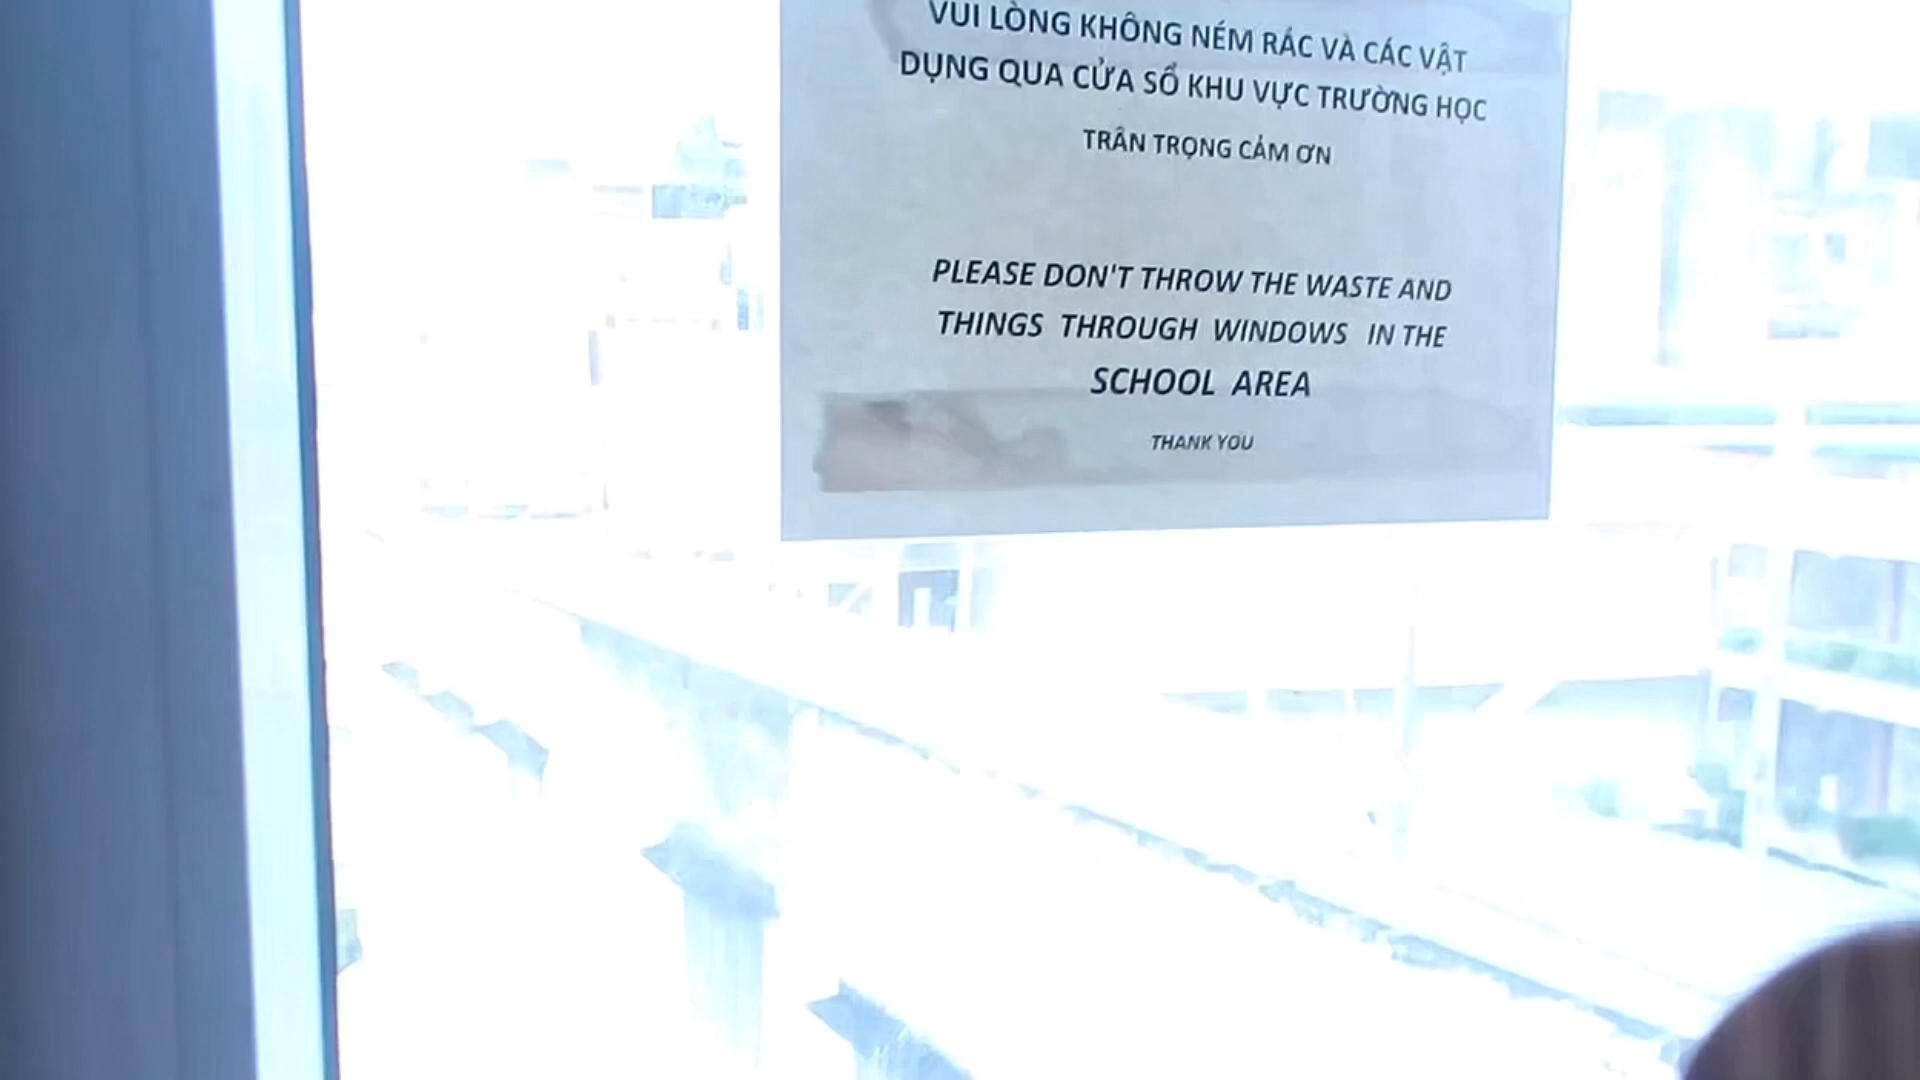 VUI LÒNG KHÔNG NÉM RÁC VÀ CÁC VẬT
DỤNG QUA CỬA SỔ KHU VỰC TRƯỜNG HỌC
TRÂN TRỌNG CẢM ƠN
PLEASE DON'T THROW THE WASTE AND
THINGS THROUGH WINDOWS IN THE
SCHOOL AREA
THANK YOU